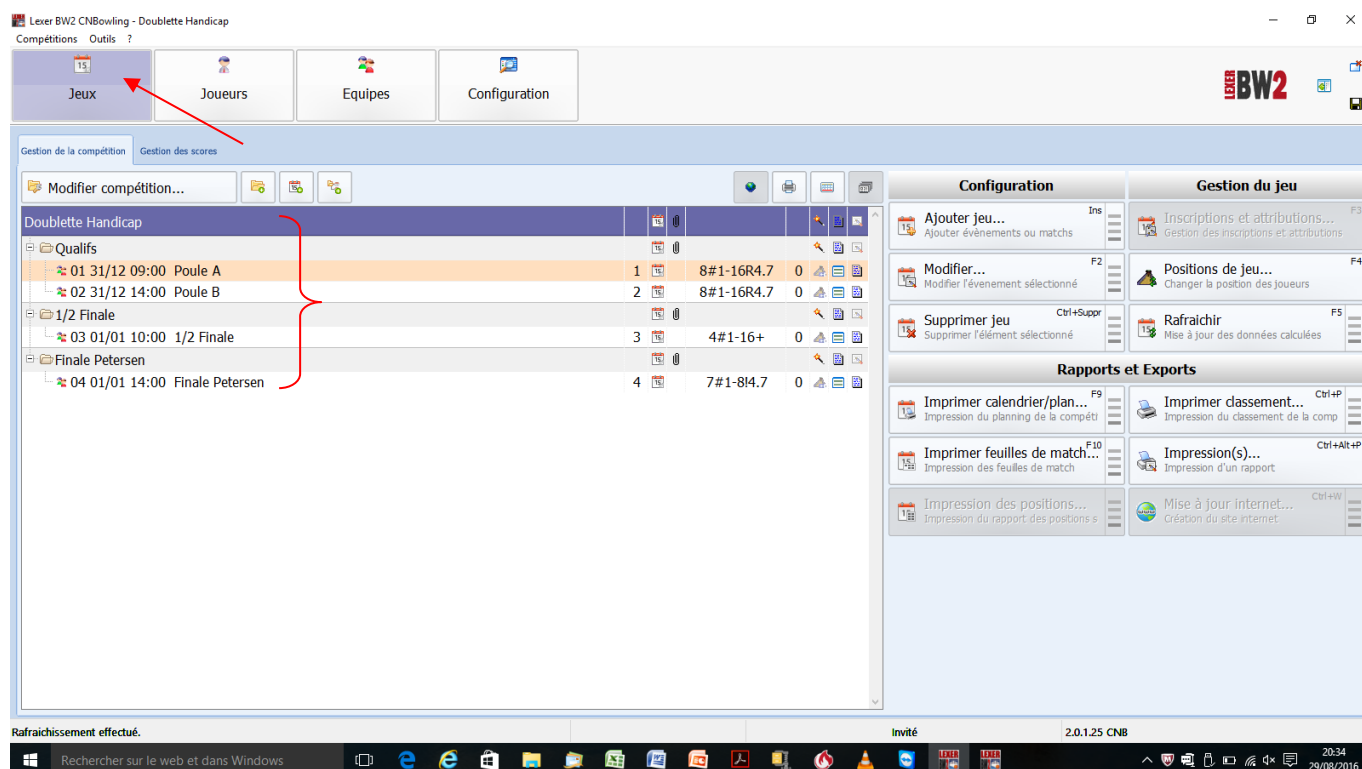 Lexer BW2 CNBowling - Doublette Handicap
Compétitions Outils ?
Jeux
Joueurs
Equipes
Configuration
LEXER BW2
Gestion de la compétition
Gestion des scores
Modifier compétition...
Doublette Handicap
Qualifs
01 31/12 09:00 Poule A 1 8#1-16R4.7 0
02 31/12 14:00 Poule B 2 8#1-16R4.7 0
1/2 Finale
03 01/01 10:00 1/2 Finale 3 4#1-16+ 0
Finale Petersen
04 01/01 14:00 Finale Petersen 4 7#1-8!4.7 0
Configuration
Ajouter jeu... Ins
Ajouter évènements ou matchs
Modifier... F2
Modifier l'évenement sélectionné
Supprimer jeu Ctrl+Suppr
Supprimer l'élément sélectionné
Gestion du jeu
Inscriptions et attributions... F3
Gestion des inscriptions et attributions
Positions de jeu... F4
Changer la position des joueurs
Rafraichir F5
Mise à jour des données calculées
Rapports et Exports
Imprimer calendrier/plan... F9
Impression du planning de la compéti
Imprimer classement... Ctrl+P
Impression du classement de la comp
Imprimer feuilles de match... F10
Impression des feuilles de match
Impression(s)... Ctrl+Alt+P
Impression d'un rapport
Impression des positions...
Impression du rapport des positions s
Mise à jour internet... Ctrl+W
Création du site internet
Rafraichissement effectué.
Invité
2.0.1.25 CNB
Rechercher sur le web et dans Windows
20:34
29/08/2016